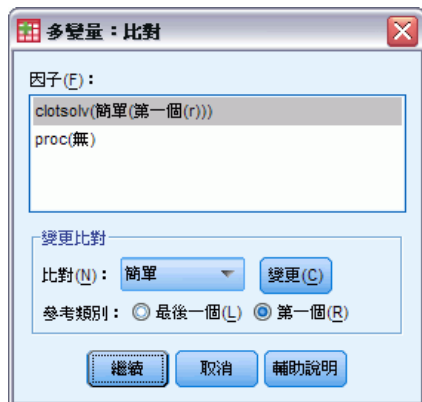 多變量：比對
因子(F)：
clotsolv(簡單(第一個(r)))
proc(無)
變更比對
比對(N)： 簡單 變更(C)
參考類別： 最後一個(L) 第一個(R)
繼續 取消 輔助說明